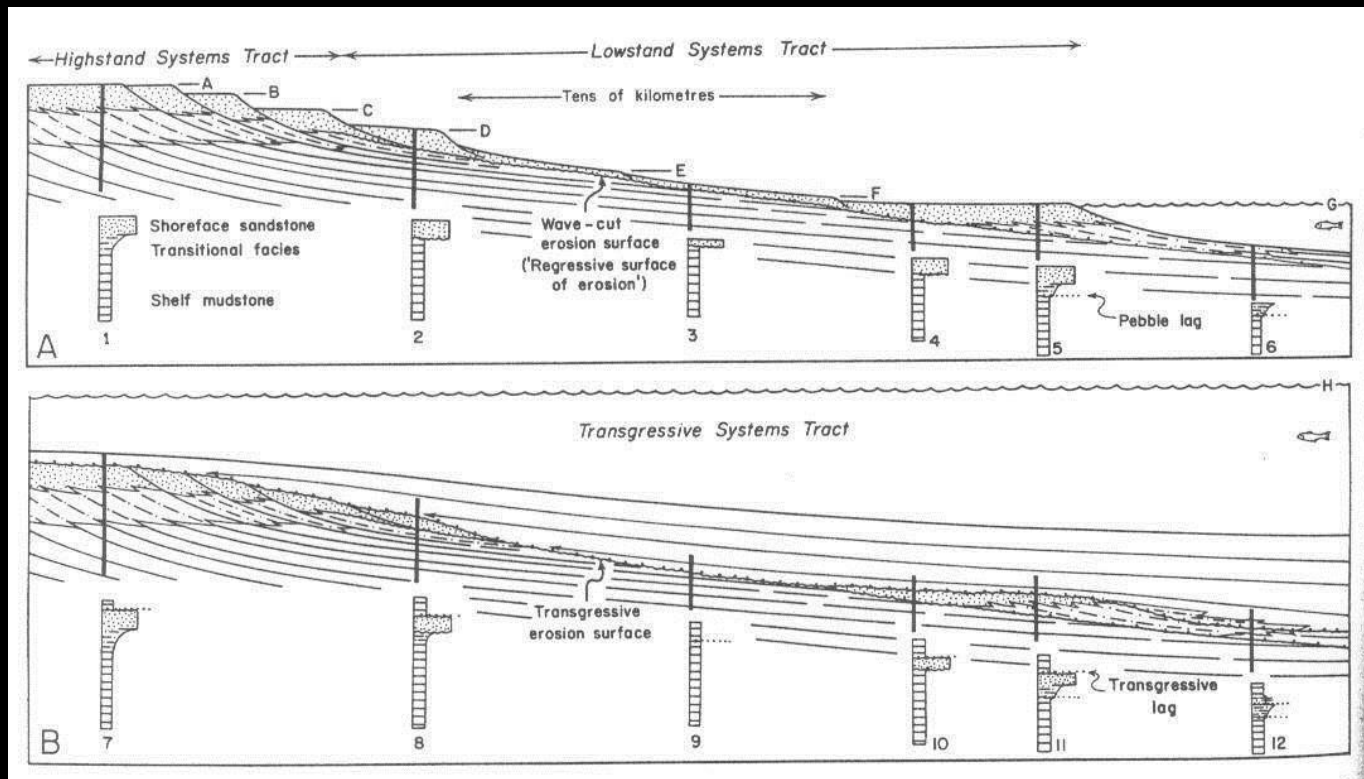 Highstand Systems Tract
Lowstand Systems Tract
A
B
C
Tens of kilometres
D
E
F
G
Shoreface sandstone
Transitional facies
Shelf mudstone
Wave-cut
erosion surface
('Regressive surface
of erosion')
Pebble lag
1
2
3
4
5
6
A
H
Transgressive Systems Tract
Transgressive
erosion surface
Transgressive
lag
7
8
9
10
11
12
B